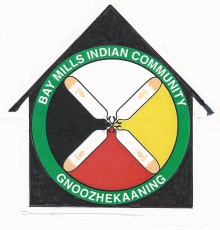 BAY MILLS INDIAN COMMUNITY
GNOOZHEKAANING